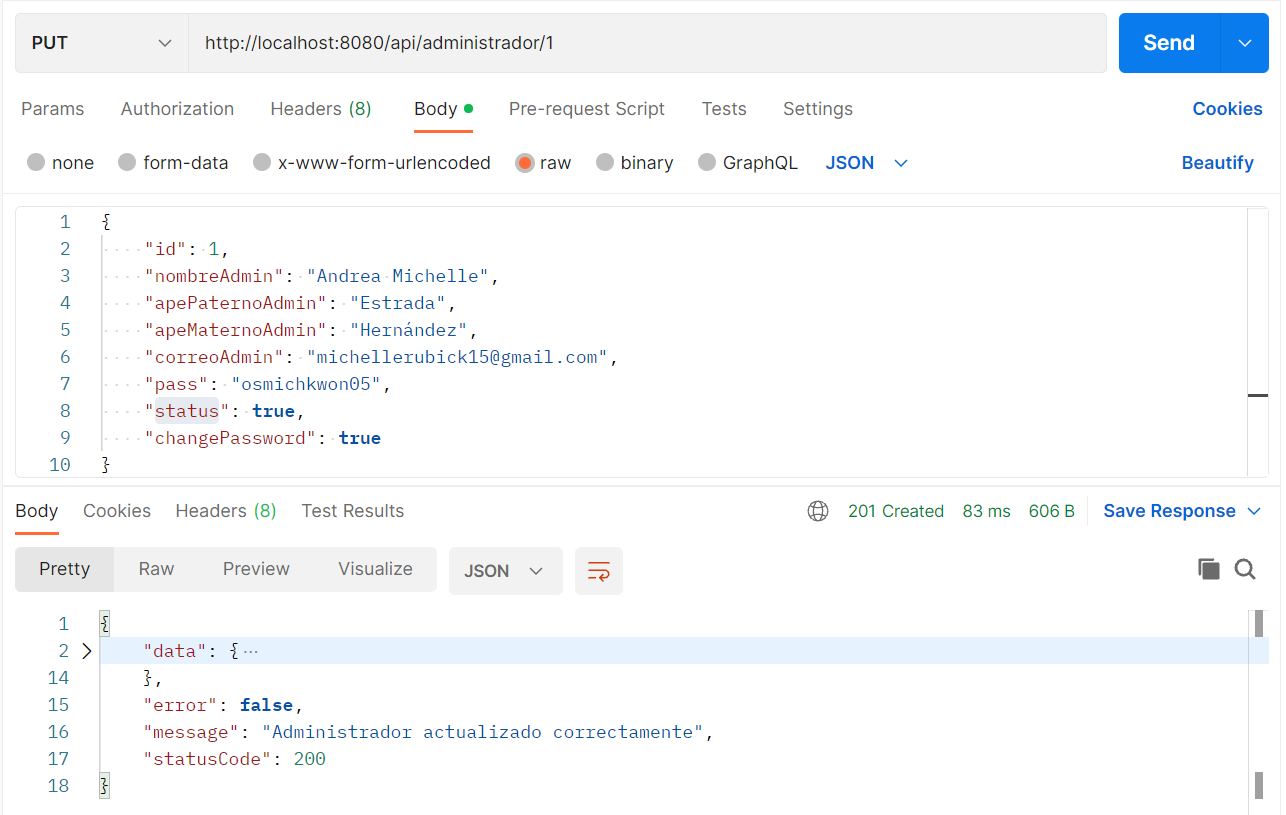 PUT http://localhost:8080/api/administrador/1 Send
Params Authorization Headers (8) Body Pre-request Script Tests Settings Cookies
none form-data x-www-form-urlencoded raw binary GraphQL JSON Beautify
1 {
2 "id": 1,
3 "nombreAdmin": "Andrea Michelle",
4 "apePaternoAdmin": "Estrada",
5 "apeMaternoAdmin": "Hernández",
6 "correoAdmin": "michellerubick15@gmail.com",
7 "pass": "osmichkwon05",
8 "status": true,
9 "changePassword": true
10 }
Body Cookies Headers (8) Test Results 201 Created 83 ms 606 B Save Response
Pretty Raw Preview Visualize JSON
1 {
2 "data": { ...
14 },
15 "error": false,
16 "message": "Administrador actualizado correctamente",
17 "statusCode": 200
18 }